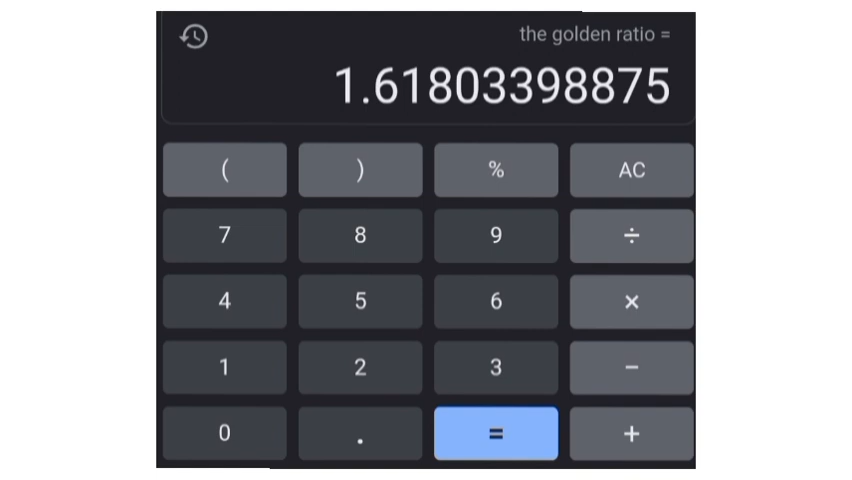 the golden ratio =
1.61803398875
( ) % AC
7 8 9 ÷
4 5 6 ×
1 2 3 −
0 . = +